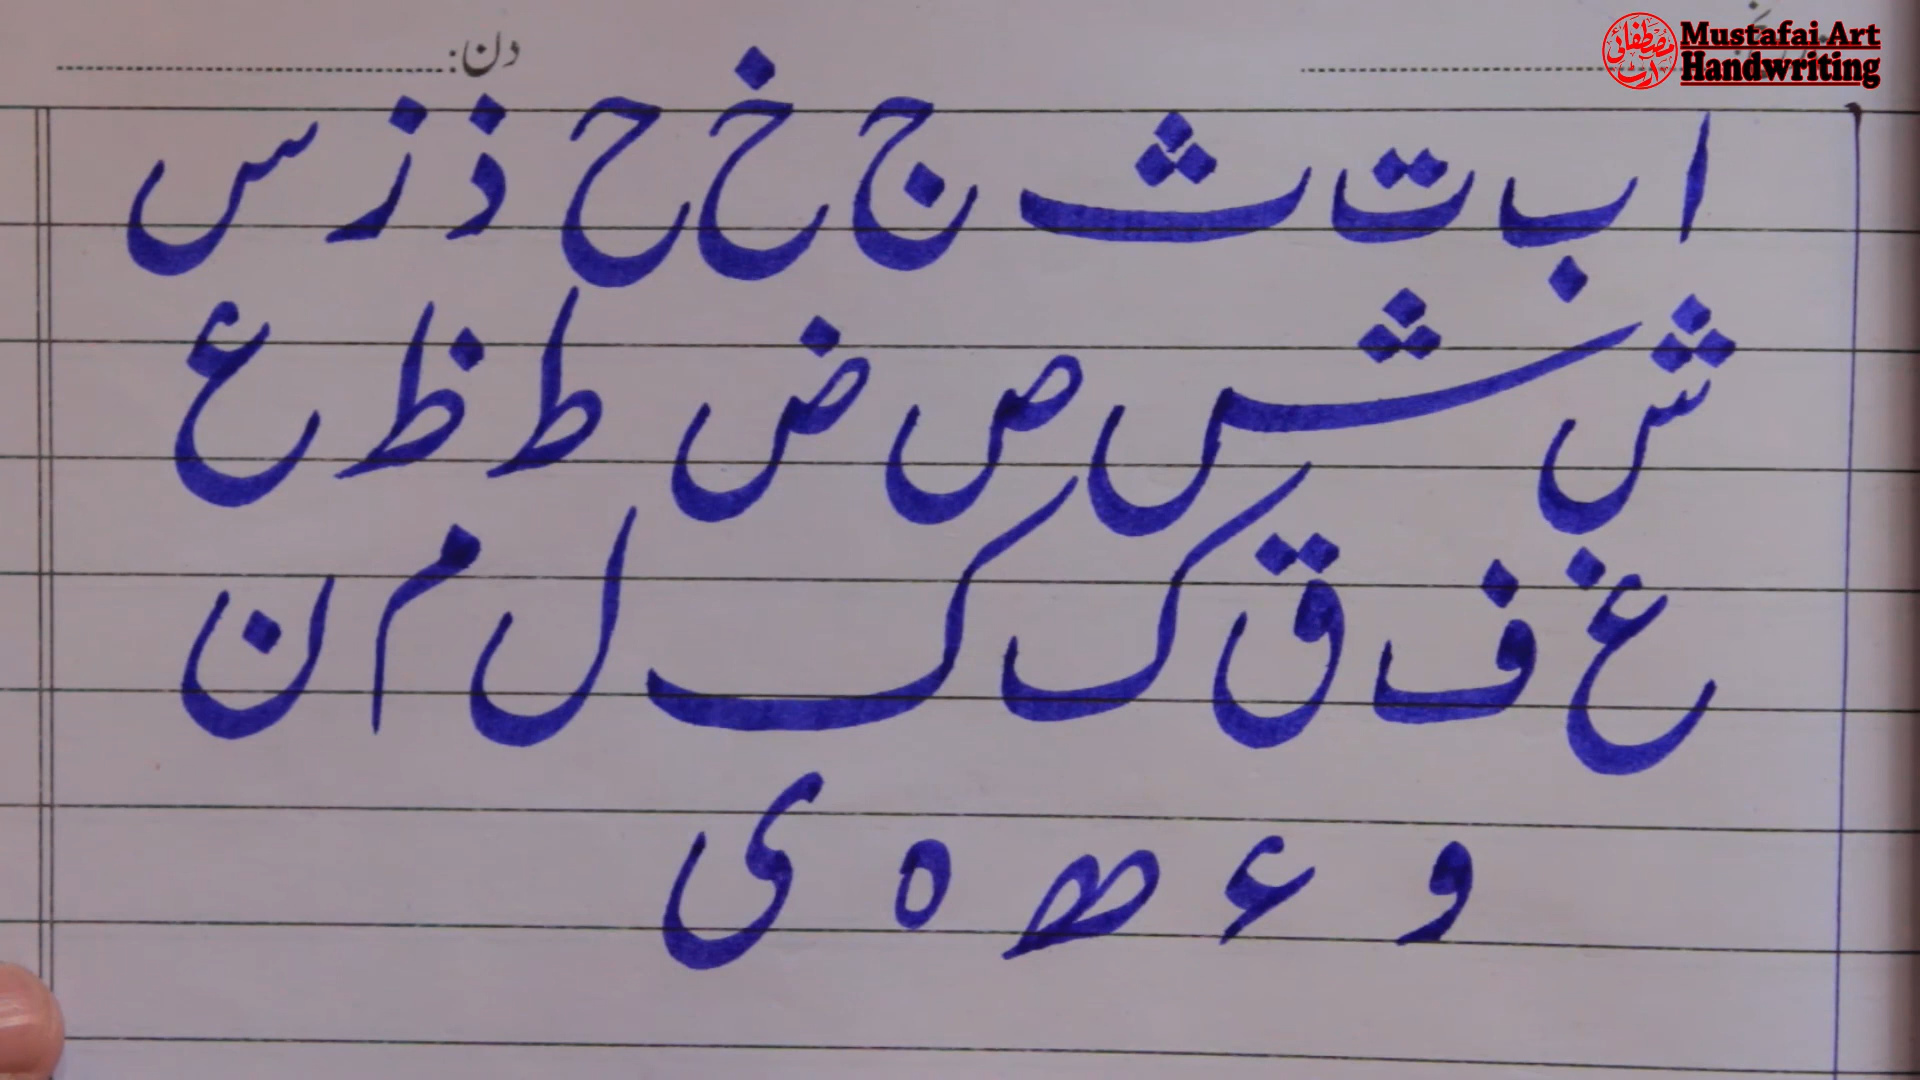 دن:
Mustafai Art
Handwriting
ا ب ت ث ج خ ح ذ ز س
ش ش ص ض ط ظ ع
غ ف ق ک ک ل م ن
و ء ھ ہ ی